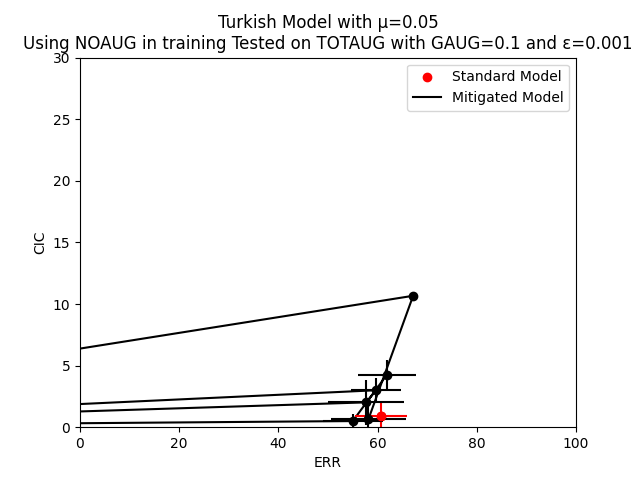 Turkish Model with μ=0.05
Using NOAUG in training Tested on TOTAUG with GAUG=0.1 and ε=0.001
Standard Model
Mitigated Model
30
25
20
15
10
5
0
CIC
0 20 40 60 80 100
ERR